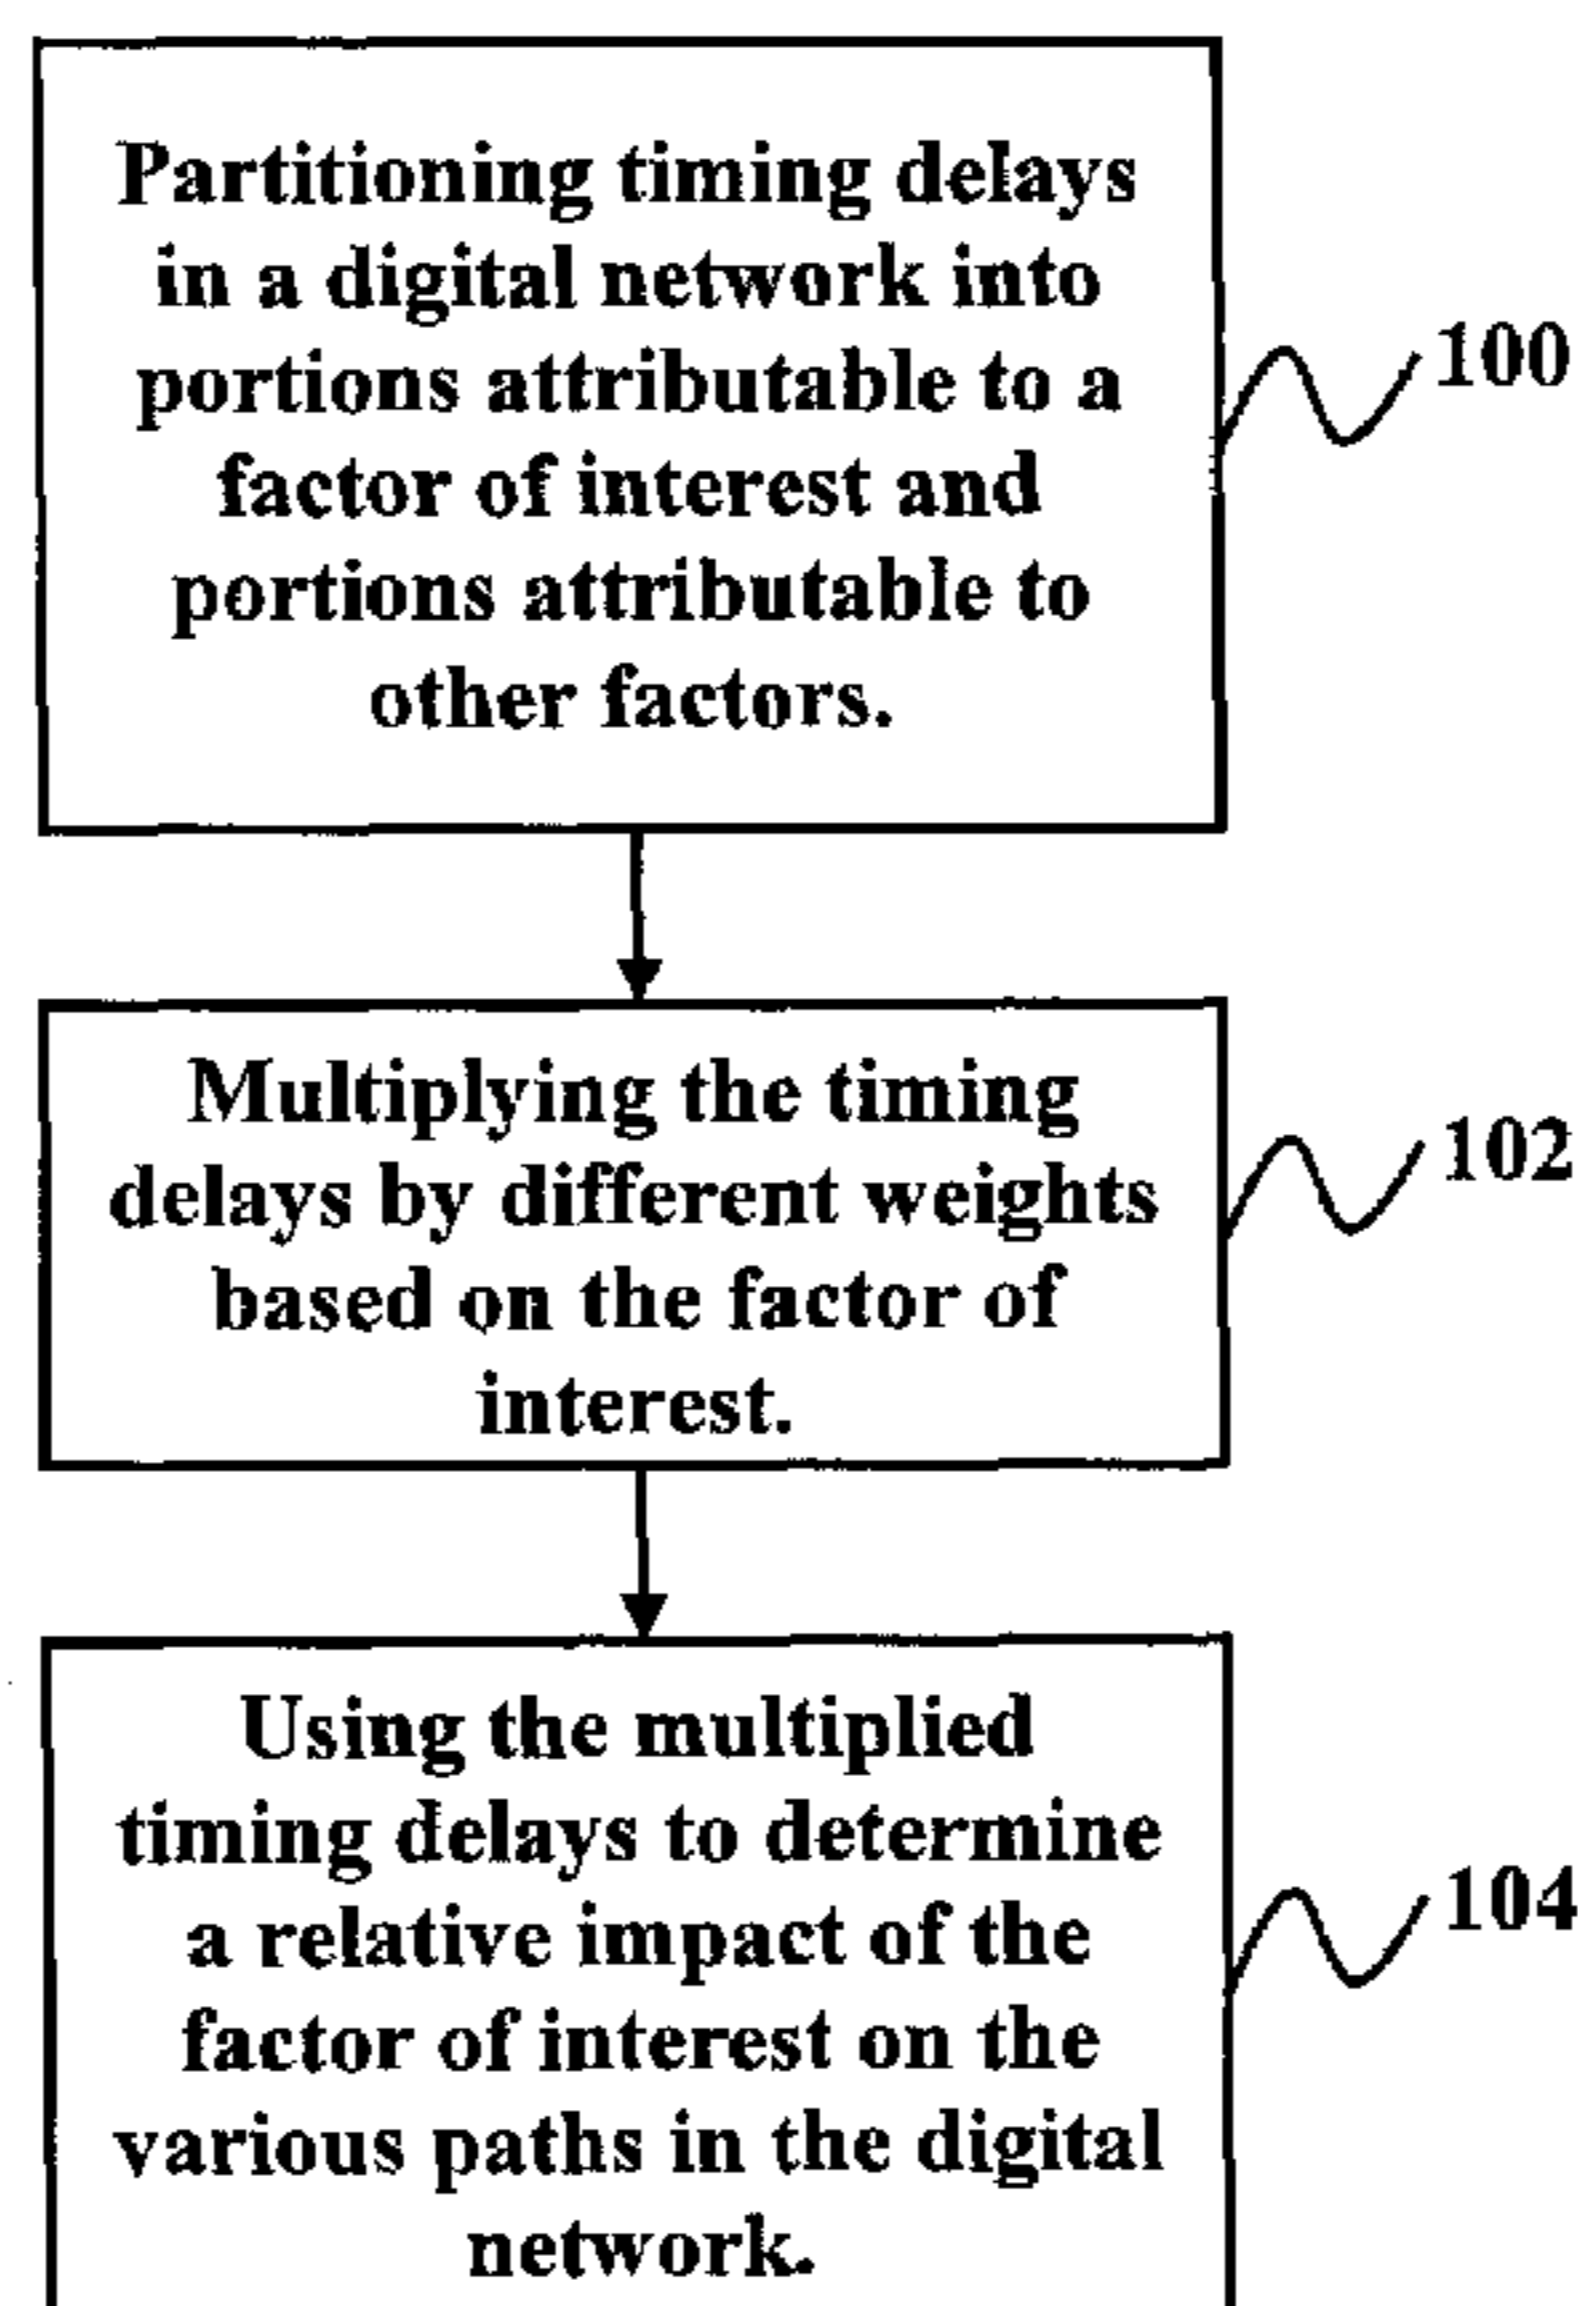 Partitioning timing delays
in a digital network into
portions attributable to a
factor of interest and
portions attributable to
other factors.
100
Multiplying the timing
delays by different weights
based on the factor of
interest.
102
Using the multiplied
timing delays to determine
a relative impact of the
factor of interest on the
various paths in the digital
network.
104